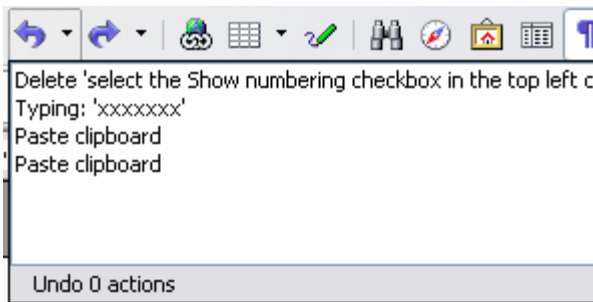 Delete 'select the Show numbering checkbox in the top left c
Typing: 'xxxxxxx'
Paste clipboard
Paste clipboard
Undo 0 actions